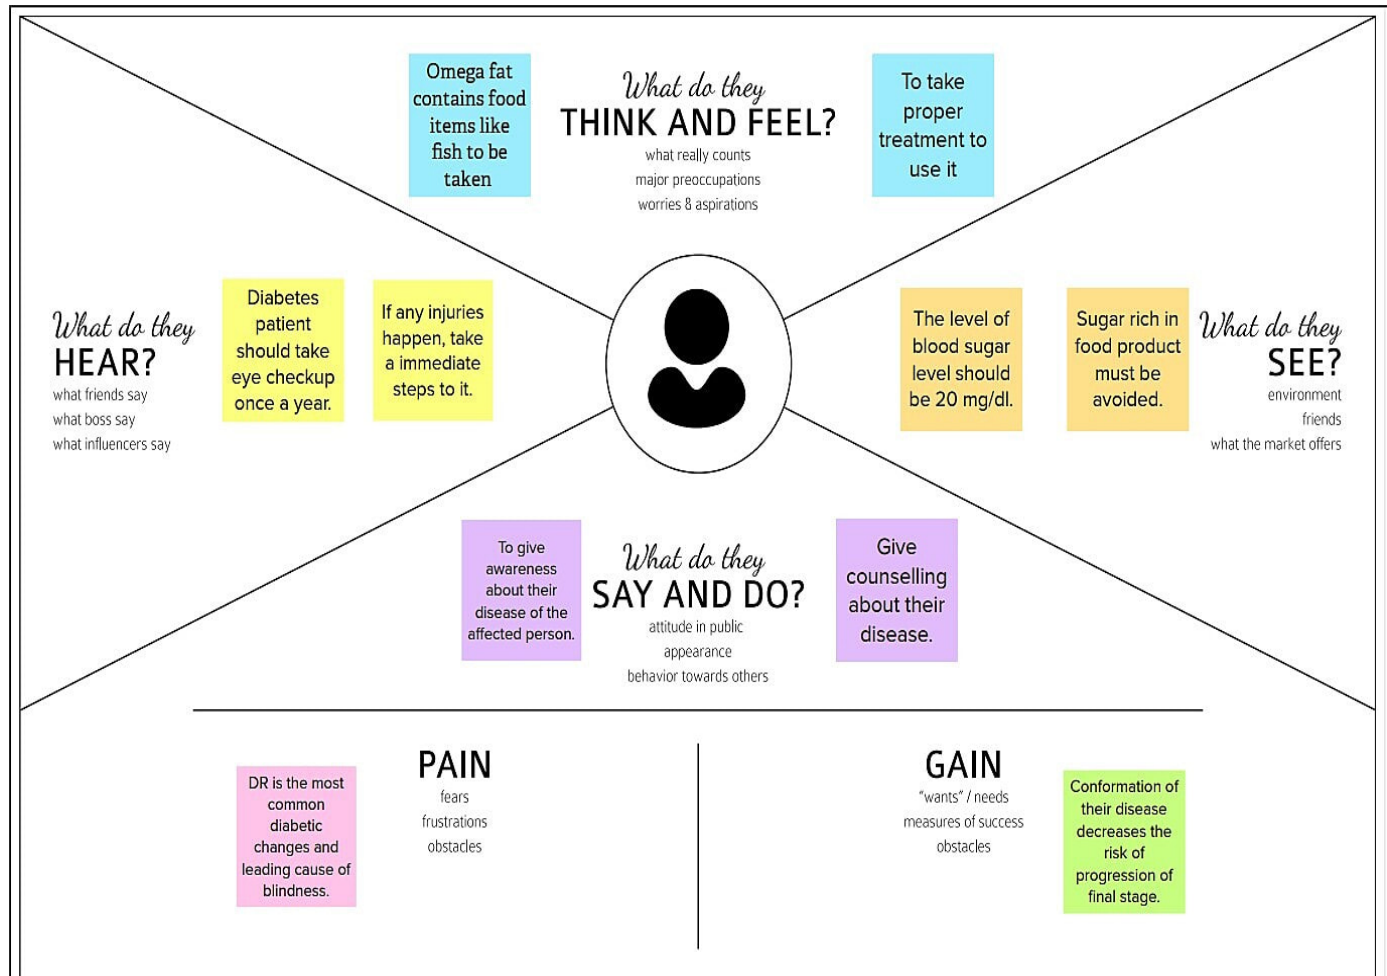 Omega fat
contains food
items like
fish to be
taken
What do they
THINK AND FEEL?
what really counts
major preoccupations
worries & aspirations
To take
proper
treatment to
use it
What do they
HEAR?
what friends say
what boss say
what influencers say
Diabetes
patient
should take
eye checkup
once a year.
If any injuries
happen, take
a immediate
steps to it.
The level of
blood sugar
level should
be 20 mg/dl.
Sugar rich in
food product
must be
avoided.
What do they
SEE?
environment
friends
what the market offers
To give
awareness
about their
disease of the
affected person.
What do they
SAY AND DO?
attitude in public
appearance
behavior towards others
Give
counselling
about their
disease.
DR is the most
common
diabetic
changes and
leading cause of
blindness.
PAIN
fears
frustrations
obstacles
GAIN
"wants" / needs
measures of success
obstacles
Conformation of
their disease
decreases the
risk of
progression of
final stage.